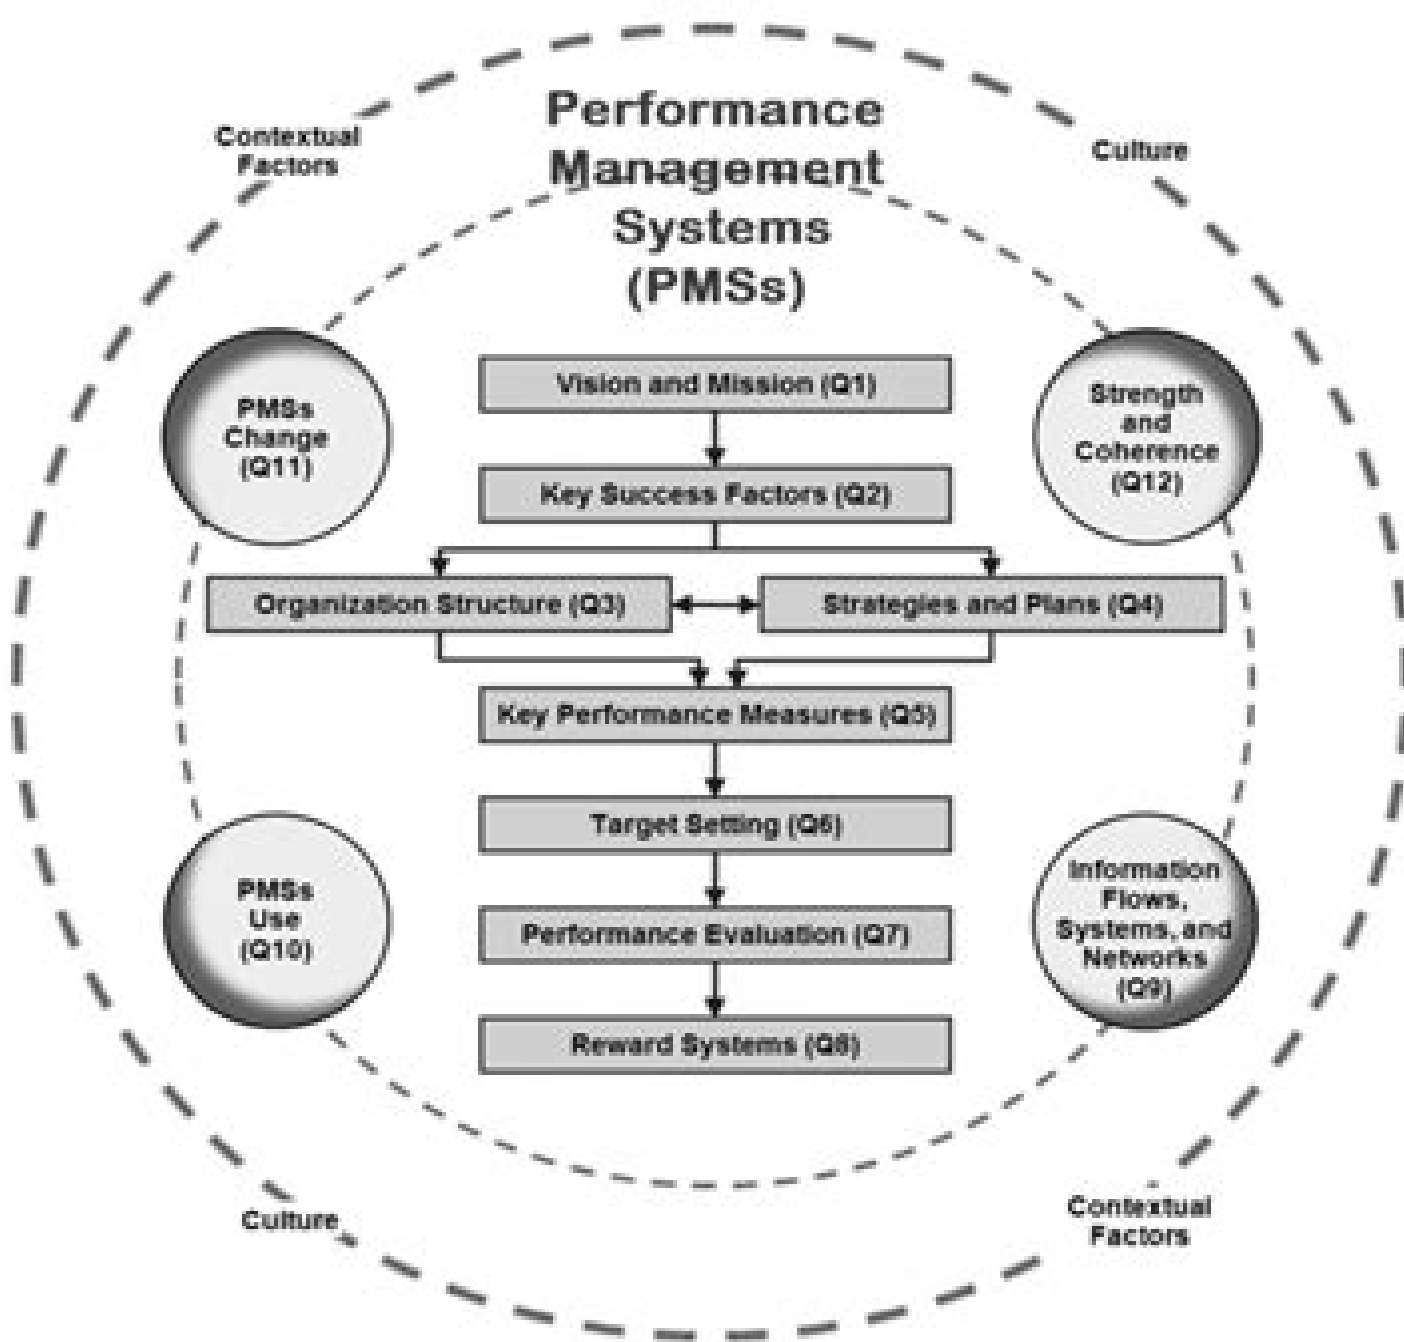 Performance
Management
Systems
(PMSs)
Contextual
Factors
Culture
PMSs
Change
(Q11)
Vision and Mission (Q1)
Strength
and
Coherence
(Q12)
Key Success Factors (Q2)
Organization Structure (Q3)
Strategies and Plans (Q4)
Key Performance Measures (Q5)
Target Setting (Q6)
PMSs
Use
(Q10)
Performance Evaluation (Q7)
Information
Flows,
Systems, and
Networks
(Q9)
Reward Systems (Q8)
Culture
Contextual
Factors